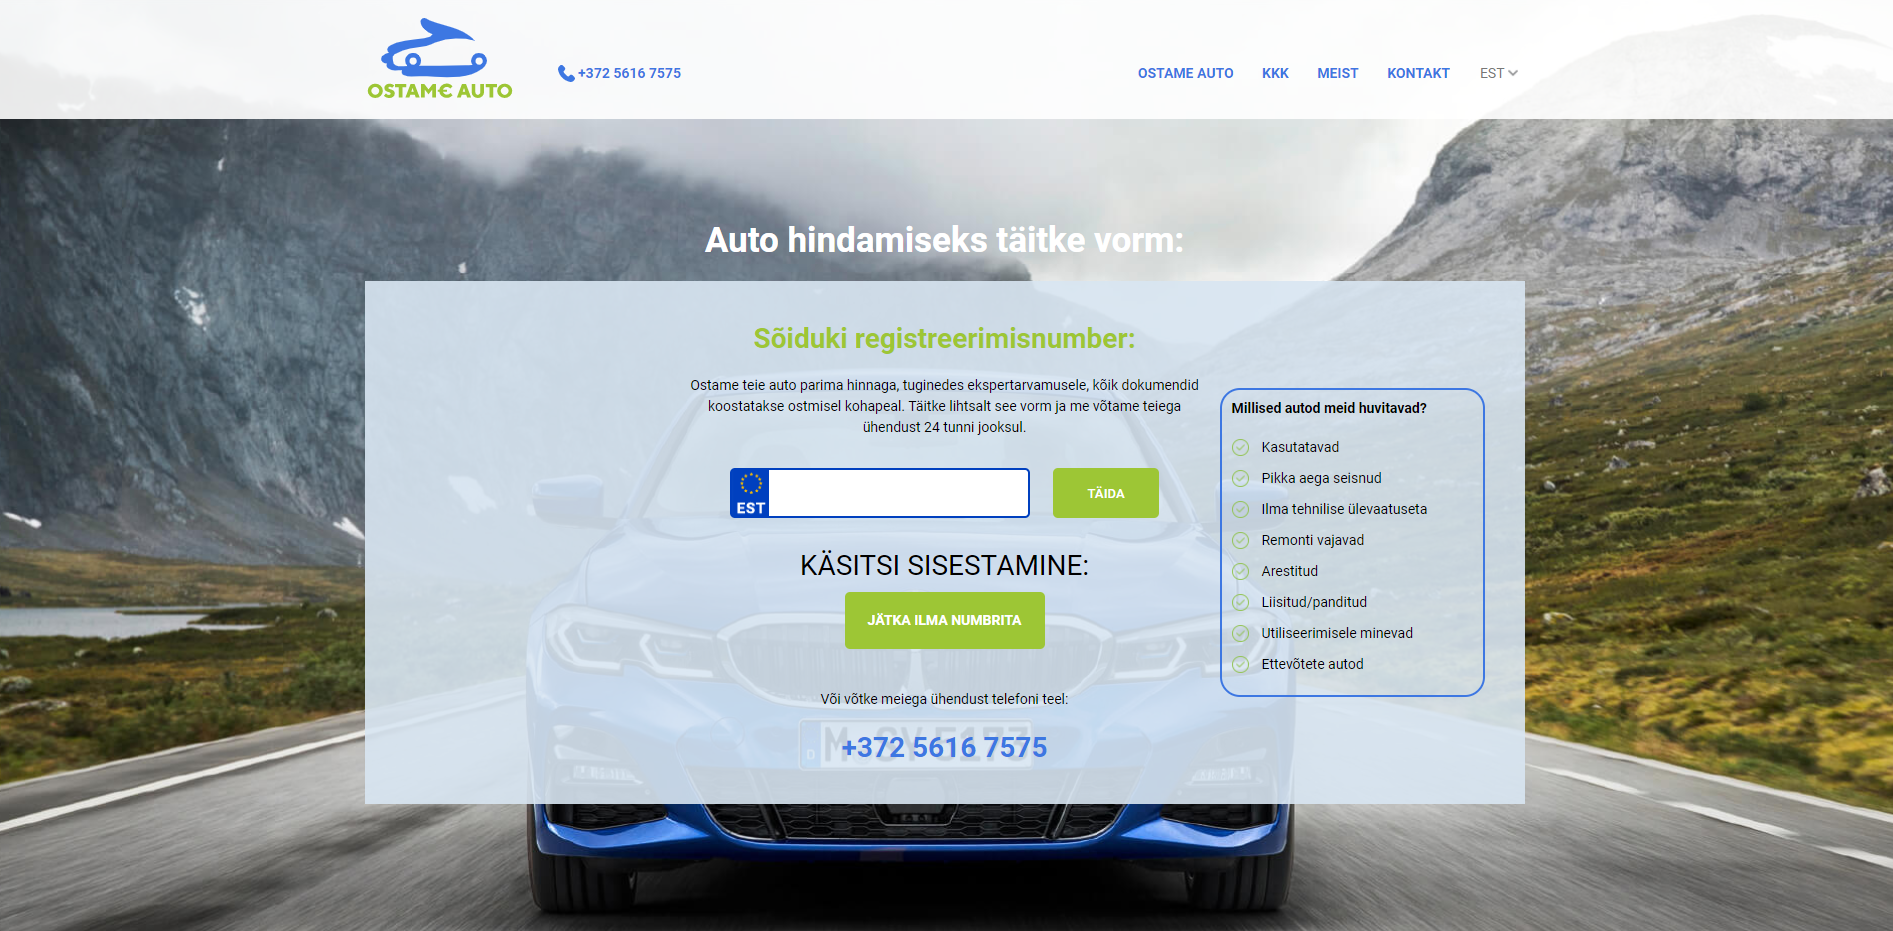 OSTAM€ AUTO
+372 5616 7575
OSTAME AUTO
KKK
MEIST
KONTAKT
EST
Auto hindamiseks täitke vorm:
Sõiduki registreerimisnumber:
Ostame teie auto parima hinnaga, tuginedes ekspertarvamusele, kõik dokumendid
koostatakse ostmisel kohapeal. Täitke lihtsalt see vorm ja me võtame teiega
ühendust 24 tunni jooksul.
EST
TÄIDA
KÄSITSI SISESTAMINE:
JÄTKA ILMA NUMBRITA
Või võtke meiega ühendust telefoni teel:
+372 5616 7575
Millised autod meid huvitavad?
Kasutatavad
Pikka aega seisnud
Ilma tehnilise ülevaatuseta
Remonti vajavad
Arestitud
Liisitud/panditud
Utiliseerimisele minevad
Ettevõtete autod